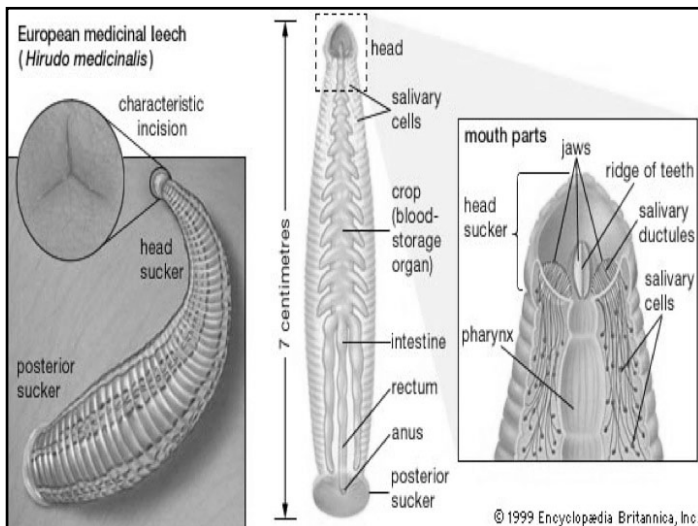 European medicinal leech
(Hirudo medicinalis)
characteristic
incision
head
sucker
posterior
sucker
7 centimetres
head
salivary
cells
crop
(blood-
storage
organ)
intestine
rectum
anus
posterior
sucker
mouth parts
jaws
ridge of teeth
head
sucker
salivary
ductules
salivary
cells
pharynx
© 1999 Encyclopædia Britannica, Inc